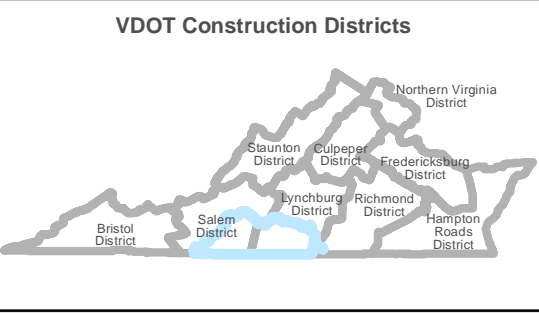 VDOT Construction Districts
Northern Virginia
District
Staunton
District
Culpeper
District
Fredericksburg
District
Lynchburg
District
Richmond
District
Salem
District
Bristol
District
Hampton
Roads
District